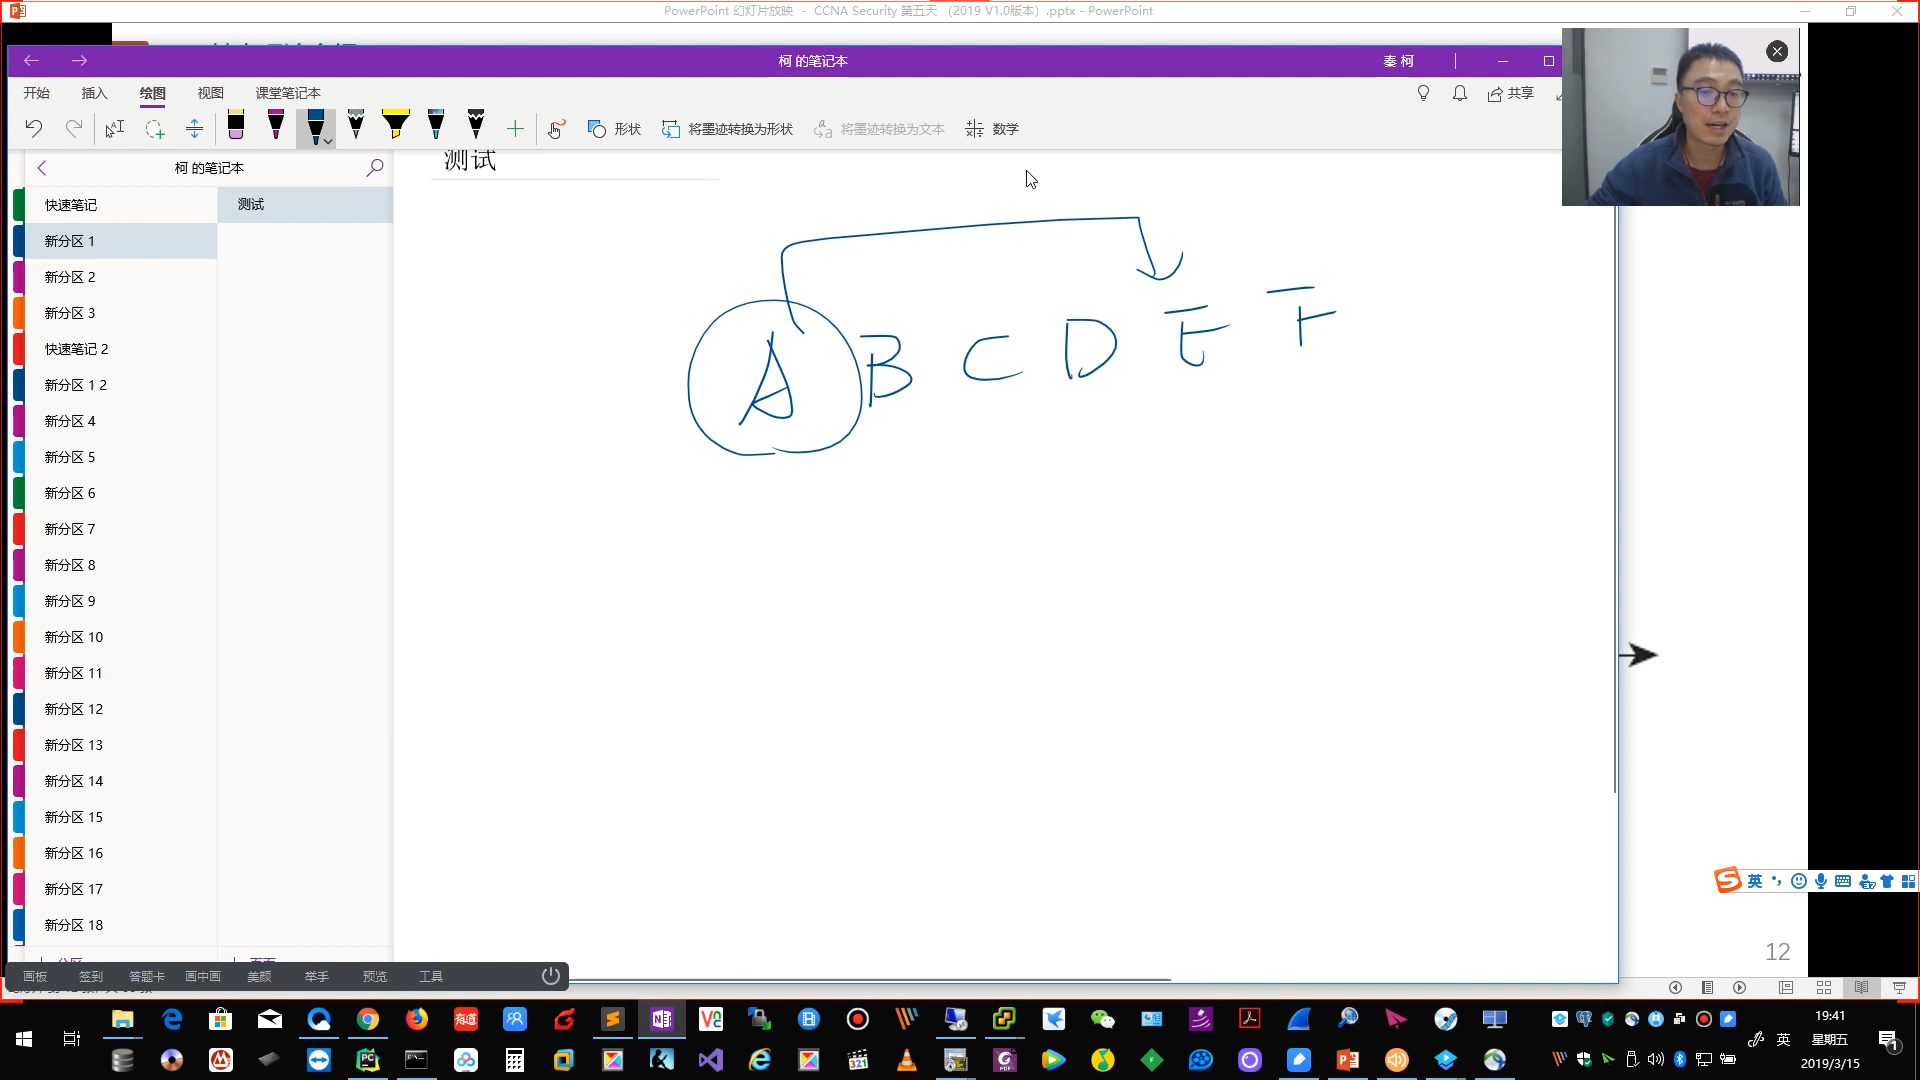 PowerPoint 幻灯片放映 - CCNA Security 第五天 （2019 V1.0版本）.pptx - PowerPoint
柯 的笔记本
秦 柯
开始 插入 绘图 视图 课堂笔记本
共享
形状 将墨迹转换为形状 将墨迹转换为文本 数学
柯 的笔记本
测试
快速笔记
测试
新分区 1
新分区 2
新分区 3
快速笔记 2
新分区 1 2
新分区 4
新分区 5
新分区 6
新分区 7
新分区 8
新分区 9
新分区 10
新分区 11
新分区 12
新分区 13
新分区 14
新分区 15
新分区 16
新分区 17
新分区 18
A B C D E F
英
12
画板 签到 答题卡 画中画 美颜 举手 预览 工具
19:41
英 星期五
2019/3/15